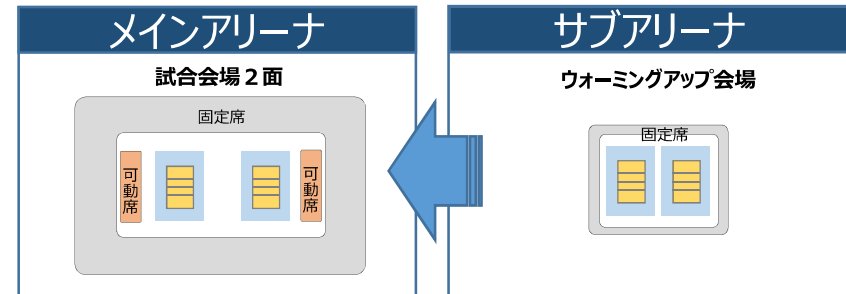 メインアリーナ
試合会場２面
固定席
可動席
可動席
サブアリーナ
ウォーミングアップ会場
固定席